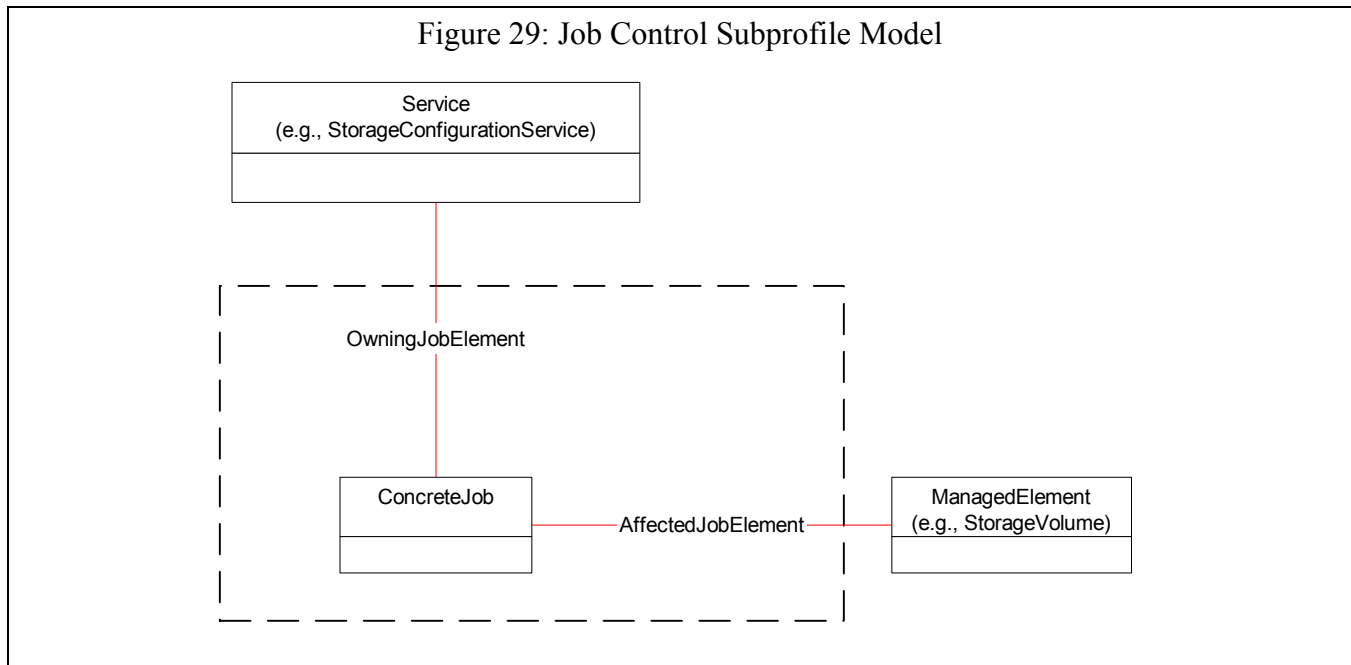 Figure 29: Job Control Subprofile Model
Service
(e.g., StorageConfigurationService)
OwningJobElement
ConcreteJob
AffectedJobElement
ManagedElement
(e.g., StorageVolume)